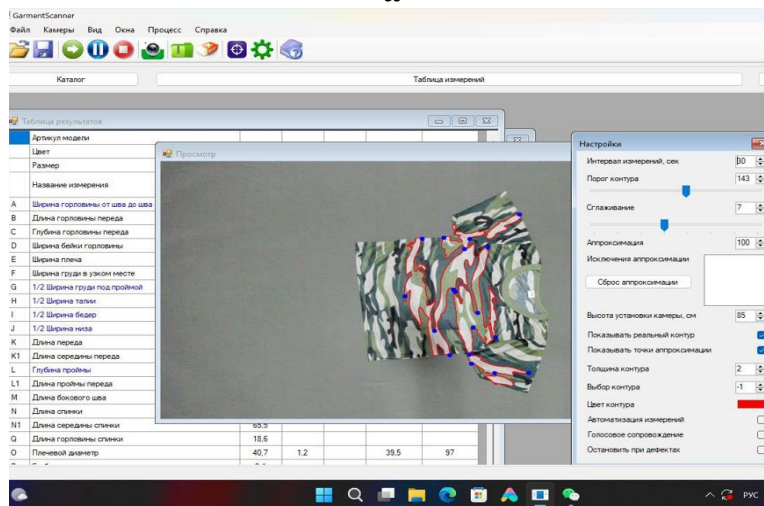 GarmentScanner
Файл Камеры Вид Окна Процесс Справка
Каталог
Таблица измерений
Таблица результатов
Артикул модели
Цвет
Размер
Название измерения
A Ширина горловины от шва до шва
B Длина горловины переда
C Глубина горловины переда
D Ширина бейки горловины
E Ширина плеча
F Ширина груди в узком месте
G 1/2 Ширина груди под проймой
H 1/2 Ширина талии
I 1/2 Ширина бедер
J 1/2 Ширина низа
K Длина переда
K1 Длина середины переда
L Глубина проймы
L1 Длина проймы переда
M Длина бокового шва
N Длина спинки
N1 Длина середины спинки 65,5
Q Длина горловины спинки 18,6
O Плечевой диаметр 40,7 1,2 39,5 97
Просмотр
Настройки
Интервал измерений, сек 30
Порог контура 143
Сглаживание 7
Аппроксимация 100
Исключения аппроксимации
Сброс аппроксимации
Высота установки камеры, см 85
Показывать реальный контур
Показывать точки аппроксимации
Толщина контура 2
Выбор контура -1
Цвет контура
Автоматизация измерений
Голосовое сопровождение
Остановить при дефектах
РУС